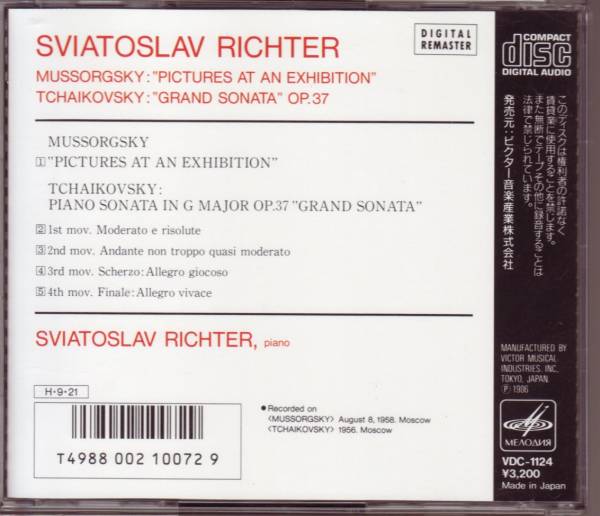 SVIATOSLAV RICHTER
MUSSORGSKY: "PICTURES AT AN EXHIBITION"
TCHAIKOVSKY: "GRAND SONATA" OP.37
DIGITAL
REMASTER
COMPACT
disc
DIGITAL AUDIO
MUSSORGSKY
1 "PICTURES AT AN EXHIBITION"
TCHAIKOVSKY:
PIANO SONATA IN G MAJOR OP.37 "GRAND SONATA"
2 1st mov. Moderato e risolute
3 2nd mov. Andante non troppo quasi moderato
4 3rd mov. Scherzo: Allegro giocoso
5 4th mov. Finale: Allegro vivace
SVIATOSLAV RICHTER, piano
H-9-21
T4988 002 10072 9
●Recorded on
〈MUSSORGSKY〉 August 8, 1958. Moscow
〈TCHAIKOVSKY〉 1956. Moscow
このディスクは権利者の許諾なく
賃貸業に使用することを禁じます。
また無断でテープその他に録音することは
法律で禁じられています。
発売元:ビクター音楽産業株式会社
MANUFACTURED BY
VICTOR MUSICAL
INDUSTRIES. INC,
TOKYO, JAPAN.
Ⓟ1986
МЕЛОДИЯ
VDC-1124
¥3,200
Made in Japan